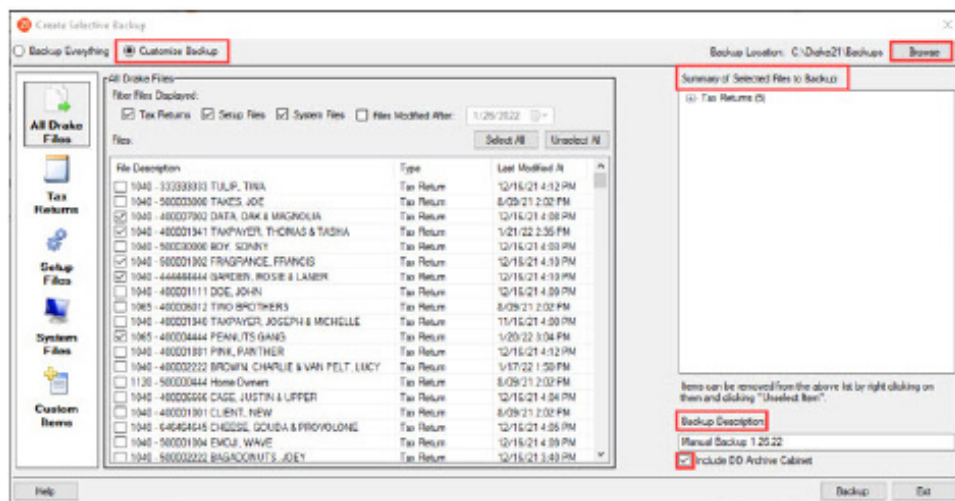 Create Selective Backup
Backup Everything
Customize Backup
Backup Location: C:\Drake21\Backups
Browse
All Drake Files
Tax Returns
Setup Files
System Files
Custom Items
All Drake Files
Filter Files Displayed:
Tax Returns
Setup Files
System Files
Files Modified After:
1/26/2022
Files:
Select All
Unselect All
File Description Type Last Modified At
1040 - 333333333 TULIP, TINA Tax Return 12/16/21 4:12 PM
1040 - 500003000 TAKES, JOE Tax Return 8/09/21 2:02 PM
1040 - 400007002 DATA, OAK & MAGNOLIA Tax Return 12/16/21 4:08 PM
1040 - 400001041 TAXPAYER, THOMAS & TASHA Tax Return 1/21/22 2:35 PM
1040 - 500030000 BOY, SONNY Tax Return 12/16/21 4:03 PM
1040 - 500001002 FRAGRANCE, FRANCIS Tax Return 12/16/21 4:10 PM
1040 - 444444444 GARDEN, ROSIE & LANER Tax Return 12/16/21 4:10 PM
1040 - 400001111 DOE, JOHN Tax Return 12/16/21 4:09 PM
1065 - 400006012 TWO BROTHERS Tax Return 8/09/21 2:02 PM
1040 - 400001040 TAXPAYER, JOSEPH & MICHELLE Tax Return 11/16/21 4:00 PM
1065 - 400004444 PEANUTS GANG Tax Return 1/20/22 3:04 PM
1040 - 400001001 PINK, PANTHER Tax Return 12/16/21 4:12 PM
1040 - 400002222 BROWN, CHARLIE & VAN PELT, LUCY Tax Return 1/17/22 1:50 PM
1120 - 500000444 Home Owners Tax Return 8/09/21 2:02 PM
1040 - 400006666 CASE, JUSTIN & UPPER Tax Return 12/16/21 4:04 PM
1040 - 400001001 CLIENT, NEW Tax Return 8/09/21 2:02 PM
1040 - 646464645 CHEESE, GOUDA & PROVOLONE Tax Return 12/16/21 4:05 PM
1040 - 500001004 EMOJI, WAVE Tax Return 12/16/21 4:09 PM
1040 - 500002222 BAGADONUTS, JOEY Tax Return 12/16/21 3:40 PM
Summary of Selected Files to Backup
Tax Returns (5)
Items can be removed from the above list by right clicking on
them and clicking "Unselect Item".
Backup Description:
Manual Backup 1.26.22
Include DD Archive Cabinet
Help
Backup
Exit